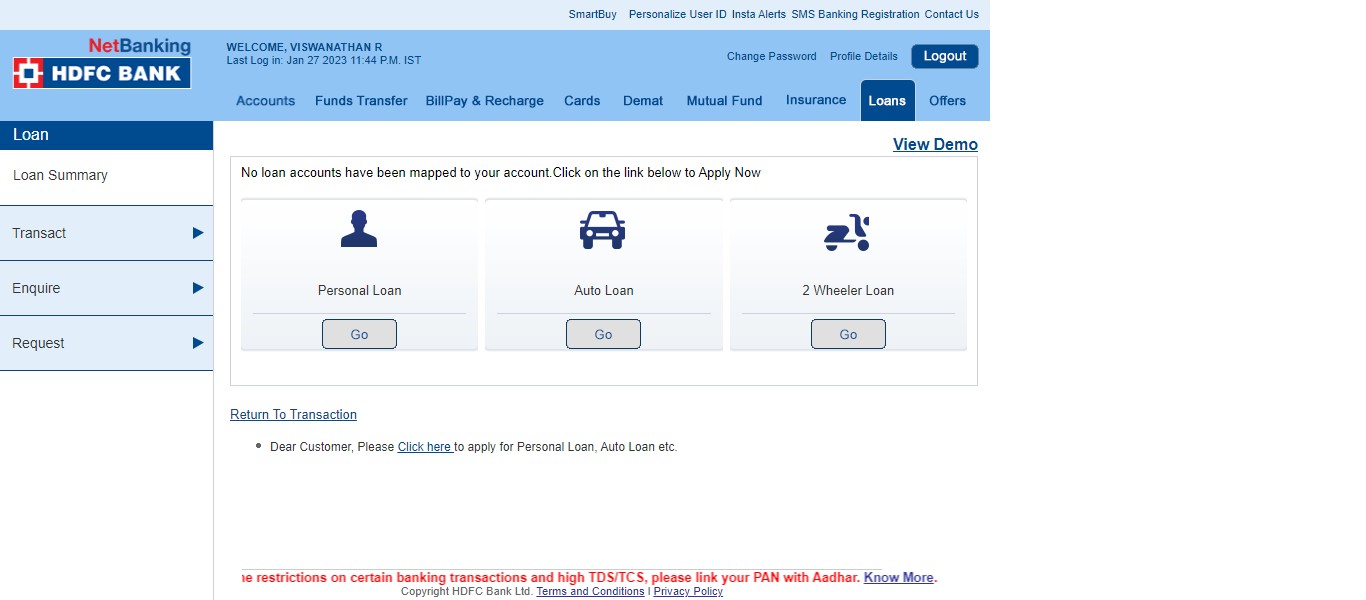 SmartBuy Personalize User ID Insta Alerts SMS Banking Registration Contact Us
NetBanking
HDFC BANK
WELCOME, VISWANATHAN R
Last Log in: Jan 27 2023 11:44 P.M. IST
Change Password Profile Details Logout
Accounts Funds Transfer BillPay & Recharge Cards Demat Mutual Fund Insurance Loans Offers
Loan
Loan Summary
Transact
Enquire
Request
View Demo
No loan accounts have been mapped to your account.Click on the link below to Apply Now
Personal Loan Auto Loan 2 Wheeler Loan
Go Go Go
Return To Transaction
Dear Customer, Please Click here to apply for Personal Loan, Auto Loan etc.
restrictions on certain banking transactions and high TDS/TCS, please link your PAN with Aadhar. Know More.
Copyright HDFC Bank Ltd. Terms and Conditions I Privacy Policy